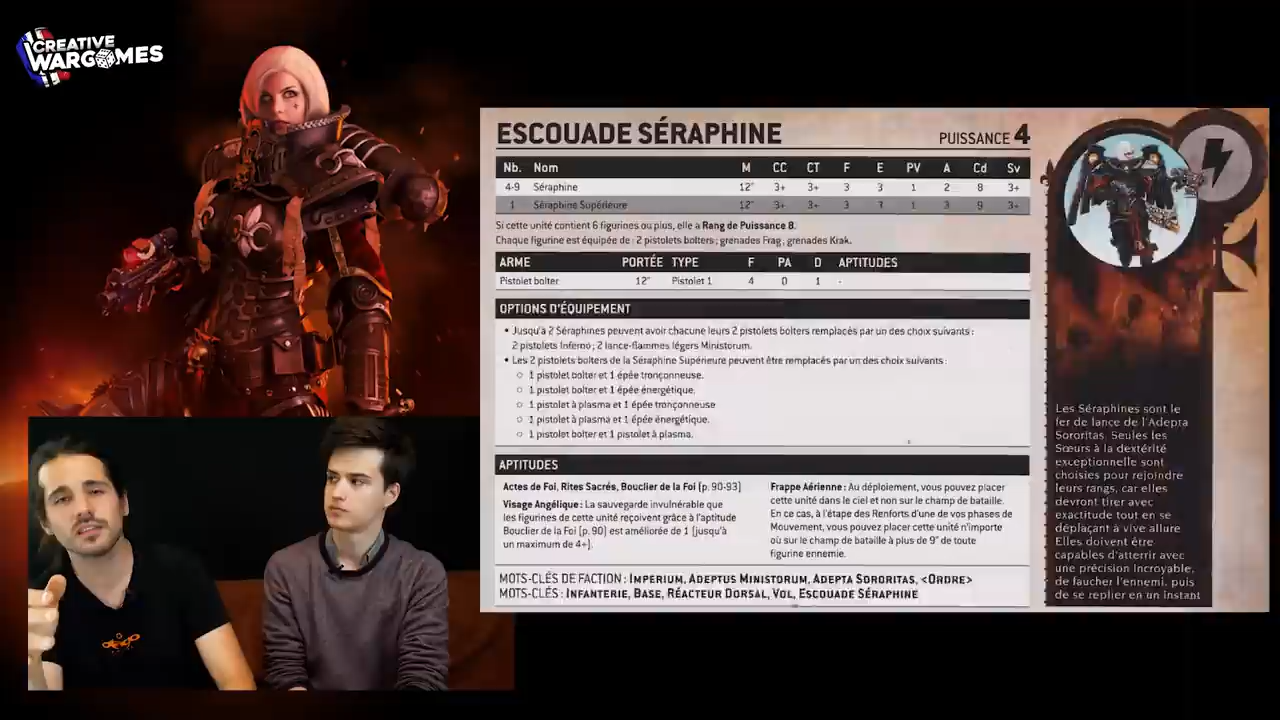 CREATIVE
WARGAMES
ESCOUADE SÉRAPHINE
PUISSANCE 4
Nb. Nom M CC CT F E PV A Cd Sv
4-9 Séraphine 12" 3+ 3+ 3 3 1 2 8 3+
1 Séraphine Supérieure 12" 3+ 3+ 3 3 1 3 9 3+
Si cette unité contient 6 figurines ou plus, elle a Rang de Puissance 8.
Chaque figurine est équipée de : 2 pistolets bolters ; grenades Frag ; grenades Krak.
ARME PORTÉE TYPE F PA D APTITUDES
Pistolet bolter 12" Pistolet 1 4 0 1 -
OPTIONS D'ÉQUIPEMENT
• Jusqu'à 2 Séraphines peuvent avoir chacune leurs 2 pistolets bolters remplacés par un des choix suivants :
2 pistolets Inferno ; 2 lance-flammes légers Ministorum.
• Les 2 pistolets bolters de la Séraphine Supérieure peuvent être remplacés par un des choix suivants :
○ 1 pistolet bolter et 1 épée tronçonneuse.
○ 1 pistolet bolter et 1 épée énergétique.
○ 1 pistolet à plasma et 1 épée tronçonneuse
○ 1 pistolet à plasma et 1 épée énergétique.
○ 1 pistolet bolter et 1 pistolet à plasma.
APTITUDES
Actes de Foi, Rites Sacrés, Bouclier de la Foi (p. 90-93)
Visage Angélique : La sauvegarde invulnérable que
les figurines de cette unité reçoivent grâce à l'aptitude
Bouclier de la Foi (p. 90) est améliorée de 1 (jusqu'à
un maximum de 4+).
Frappe Aérienne : Au déploiement, vous pouvez placer
cette unité dans le ciel et non sur le champ de bataille.
En ce cas, à l'étape des Renforts d'une de vos phases de
Mouvement, vous pouvez placer cette unité n'importe
où sur le champ de bataille à plus de 9" de toute
figurine ennemie.
MOTS-CLÉS DE FACTION : IMPERIUM, ADEPTUS MINISTORUM, ADEPTA SORORITAS, <ORDRE>
MOTS-CLÉS : INFANTERIE, BASE, RÉACTEUR DORSAL, VOL, ESCOUADE SÉRAPHINE
Les Séraphines sont le
fer de lance de l'Adepta
Sororitas. Seules les
Sœurs à la dextérité
exceptionnelle sont
choisies pour rejoindre
leurs rangs, car elles
devront tirer avec
exactitude tout en se
déplaçant à vive allure
Elles doivent être
capables d'atterrir avec
une précision incroyable,
de faucher l'ennemi, puis
de se replier en un instant